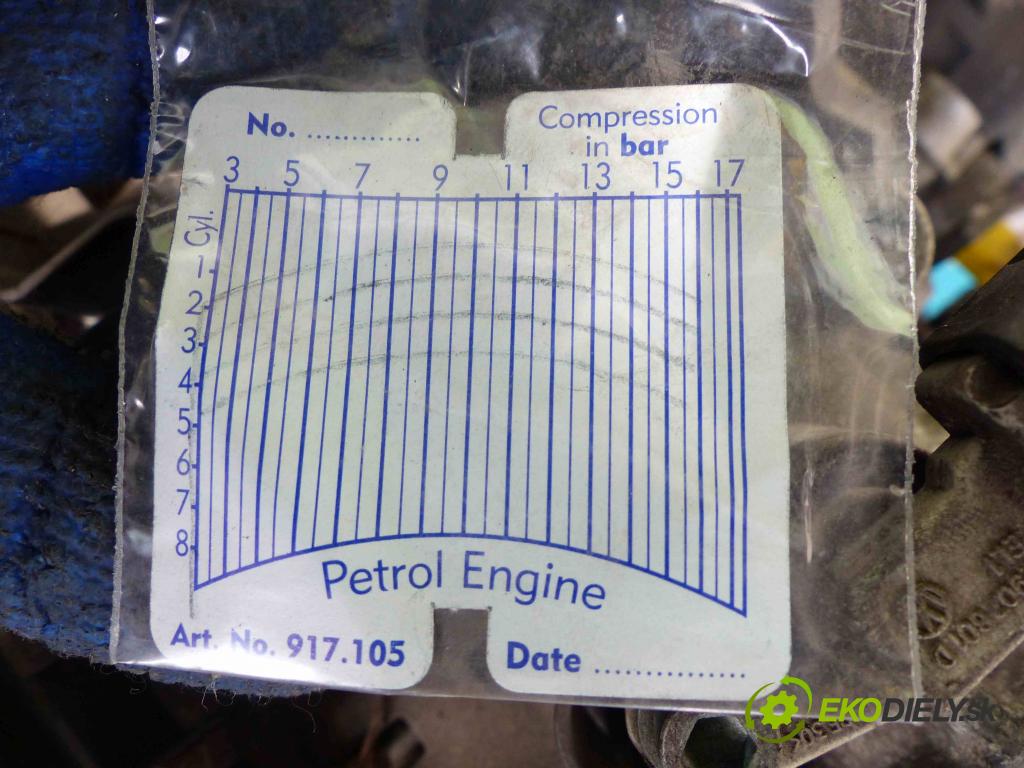 No. .............
Compression
in bar
3 5 7 9 11 13 15 17
Cyl.
1
2
3
4
5
6
7
8
Petrol Engine
Art. No. 917.105
Date ................
EKODIELY.sk